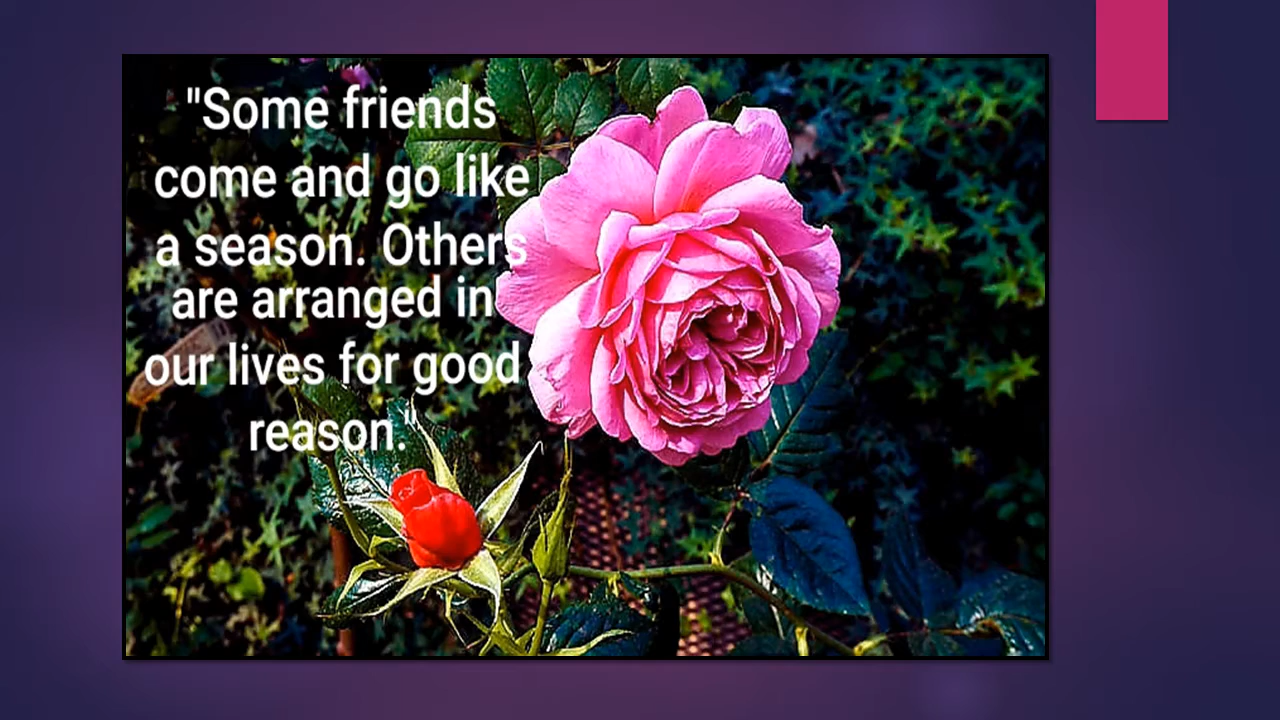 "Some friends
come and go like
a season. Others
are arranged in
our lives for good
reason."